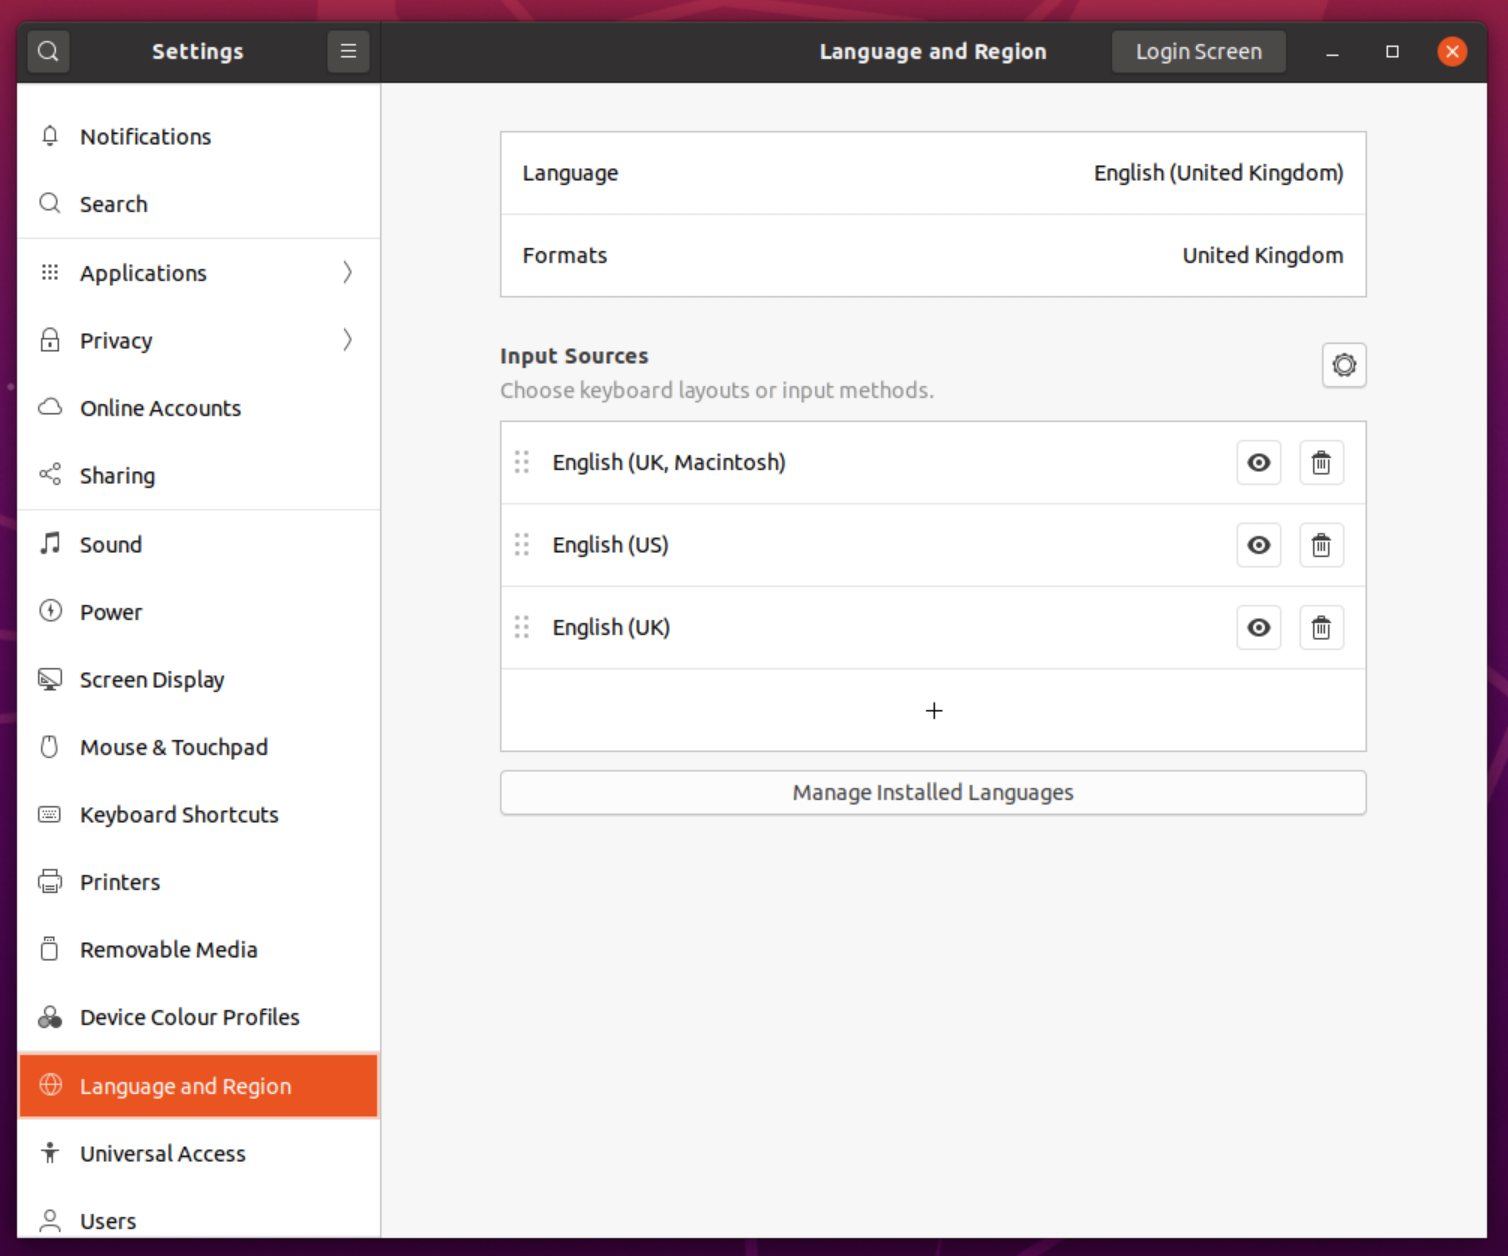 Settings
Language and Region
Login Screen
Notifications
Search
Applications
Privacy
Online Accounts
Sharing
Sound
Power
Screen Display
Mouse & Touchpad
Keyboard Shortcuts
Printers
Removable Media
Device Colour Profiles
Language and Region
Universal Access
Users
Language English (United Kingdom)
Formats United Kingdom
Input Sources
Choose keyboard layouts or input methods.
English (UK, Macintosh)
English (US)
English (UK)
Manage Installed Languages